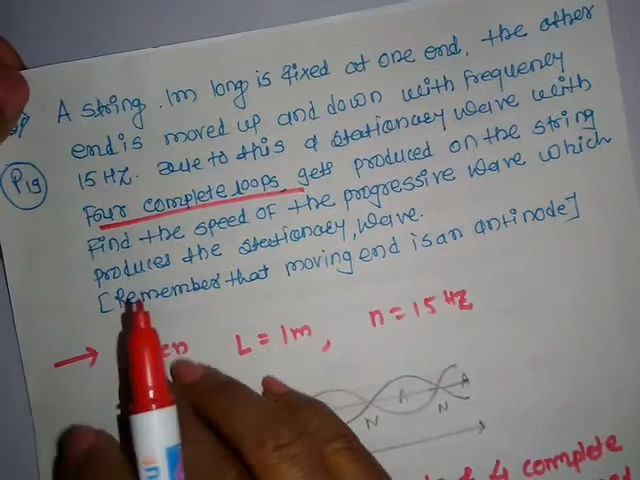 A string 1m long is fixed at one end. the other
end is moved up and down with frequency
15 Hz. Due to this a stationary wave with
four complete loops, gets produced on the string
P19
Find the speed of the progressive wave which
produces the stationary wave.
[Remember that moving end is an antinode]
L = 1m, n = 15 Hz
A A
N N
4 complete